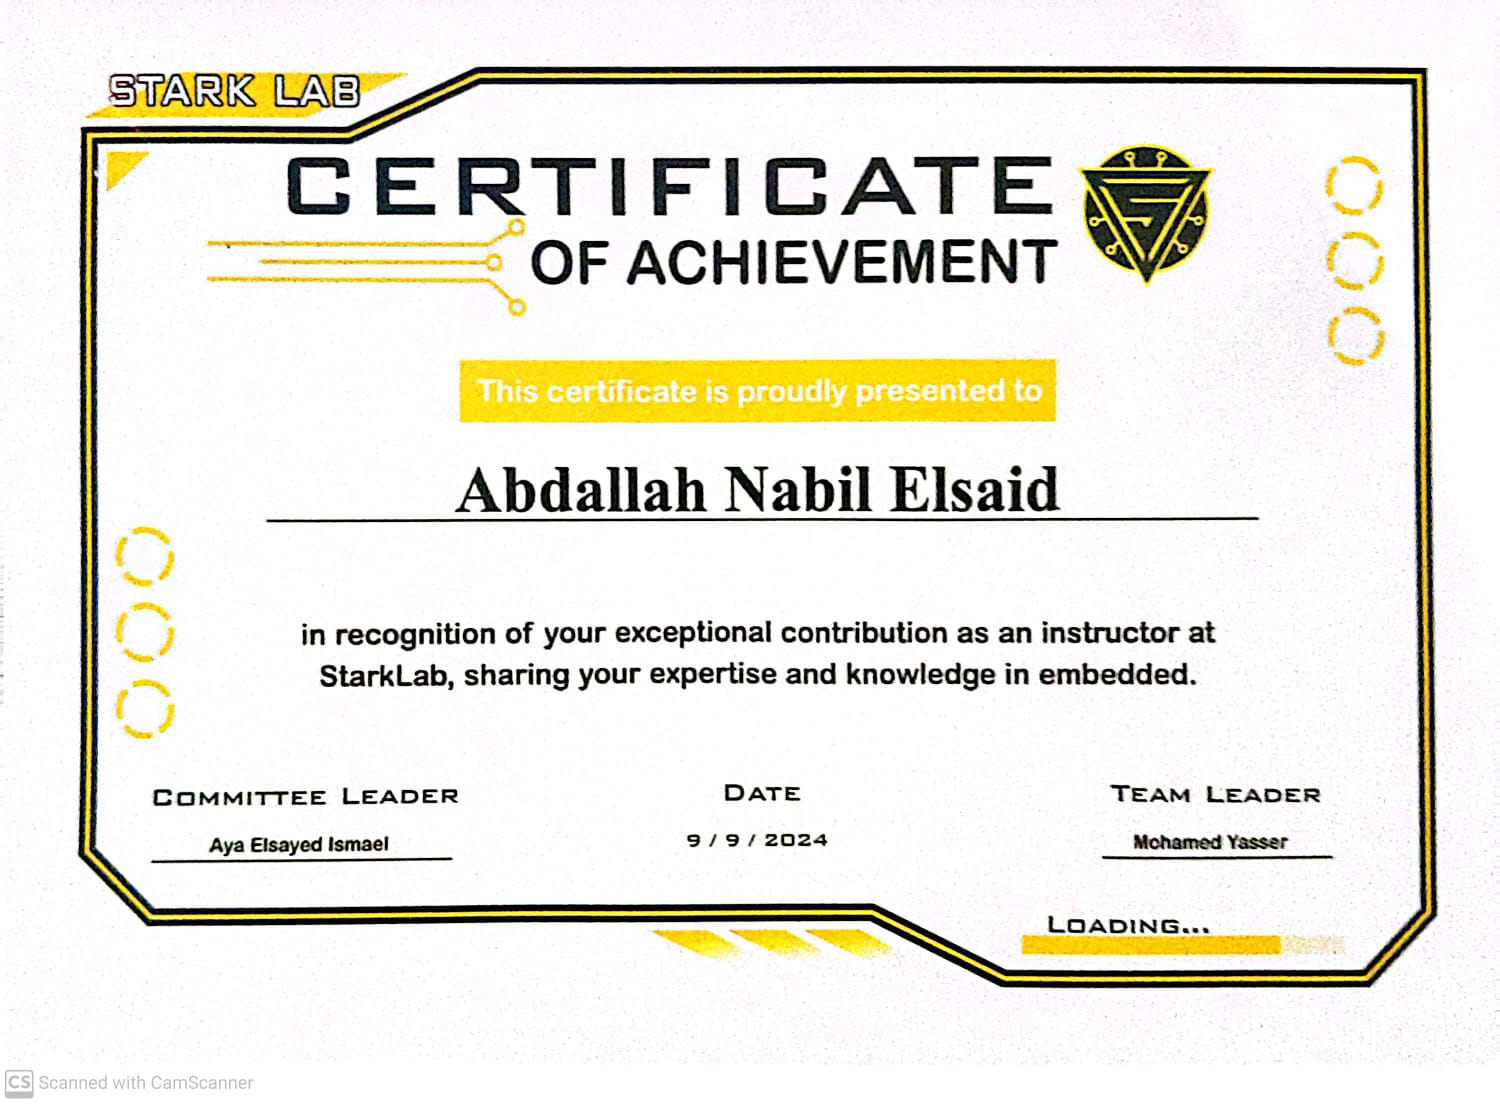 STARK LAB
CERTIFICATE
OF ACHIEVEMENT
This certificate is proudly presented to
Abdallah Nabil Elsaid
in recognition of your exceptional contribution as an instructor at
StarkLab, sharing your expertise and knowledge in embedded.
COMMITTEE LEADER
Aya Elsayed Ismael
DATE
9 / 9 / 2024
TEAM LEADER
Mohamed Yasser
LOADING...
CS Scanned with CamScanner